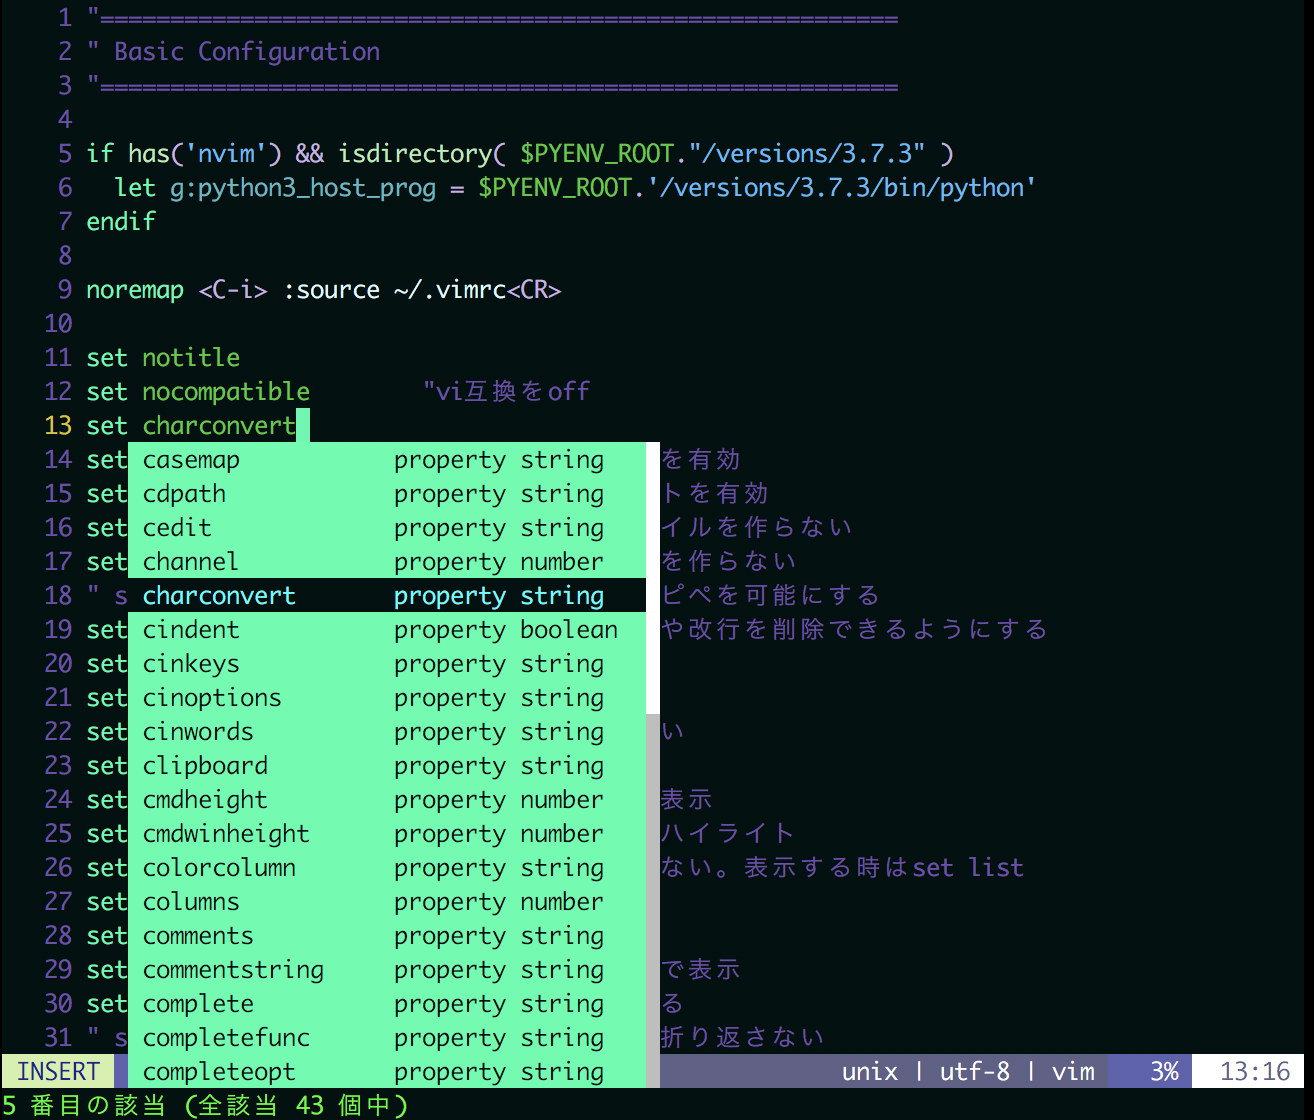 1 "=========================================================
2 " Basic Configuration
3 "=========================================================
4
5 if has('nvim') && isdirectory( $PYENV_ROOT."/versions/3.7.3" )
6   let g:python3_host_prog = $PYENV_ROOT.'/versions/3.7.3/bin/python'
7 endif
8
9 noremap <C-i> :source ~/.vimrc<CR>
10
11 set notitle
12 set nocompatible        "vi互換をoff
13 set charconvert
14 set casemap           property string   を有効
15 set cdpath            property string   トを有効
16 set cedit             property string   イルを作らない
17 set channel           property number   を作らない
18 " s charconvert       property string   ピペを可能にする
19 set cindent           property boolean  や改行を削除できるようにする
20 set cinkeys           property string
21 set cinoptions        property string
22 set cinwords          property string   い
23 set clipboard         property string
24 set cmdheight         property number   表示
25 set cmdwinheight      property number   ハイライト
26 set colorcolumn       property string   ない。表示する時はset list
27 set columns           property number
28 set comments          property string
29 set commentstring     property string   で表示
30 set complete          property string   る
31 " s completefunc      property string   折り返さない
INSERT completeopt       property string   unix | utf-8 | vim 3% 13:16
5 番目の該当 (全該当 43 個中)